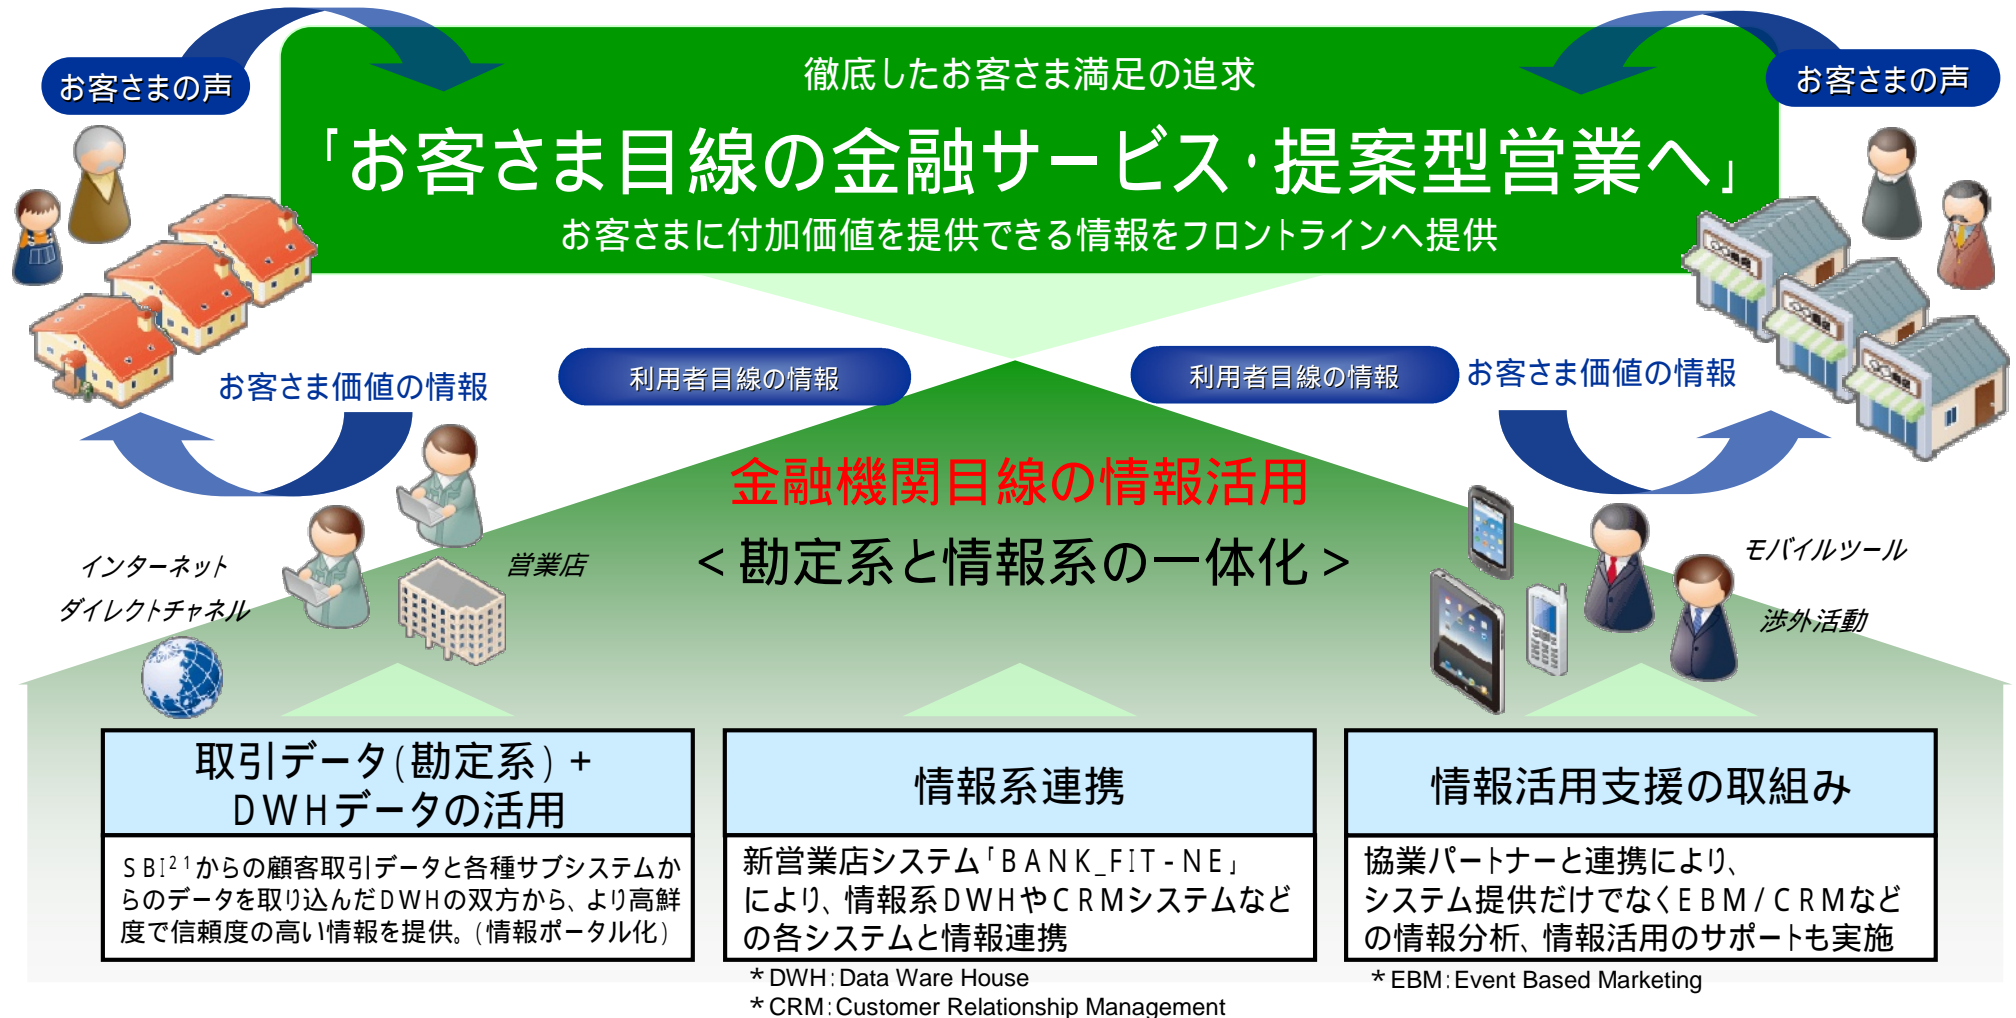 お客さまの声
徹底したお客さま満足の追求
お客さまの声
「お客さま目線の金融サービス・提案型営業へ」
お客さまに付加価値を提供できる情報をフロントラインへ提供
お客さま価値の情報
利用者目線の情報
利用者目線の情報
お客さま価値の情報
金融機関目線の情報活用
<勘定系と情報系の一体化>
インターネット
ダイレクトチャネル
営業店
モバイルツール
渉外活動
取引データ(勘定系)+
DWHデータの活用
SBI²¹からの顧客取引データと各種サブシステムか
らのデータを取り込んだDWHの双方から、より高鮮
度で信頼度の高い情報を提供。(情報ポータル化)
情報系連携
新営業店システム「BANK_FIT-NE」
により、情報系DWHやCRMシステムなど
の各システムと情報連携
情報活用支援の取組み
協業パートナーと連携により、
システム提供だけでなくEBM/CRMなど
の情報分析、情報活用のサポートも実施
*DWH:Data Ware House
*CRM:Customer Relationship Management
*EBM:Event Based Marketing